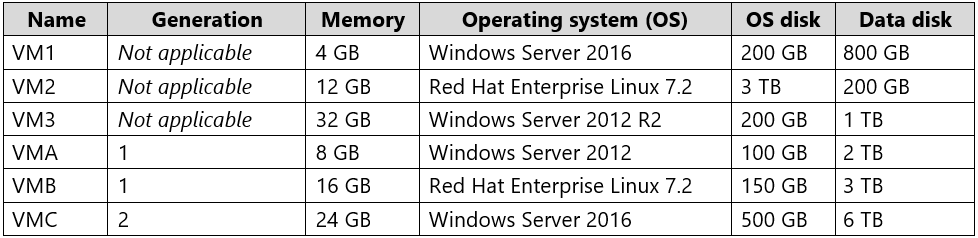 Name Generation Memory Operating system (OS) OS disk Data disk
VM1 Not applicable 4 GB Windows Server 2016 200 GB 800 GB
VM2 Not applicable 12 GB Red Hat Enterprise Linux 7.2 3 TB 200 GB
VM3 Not applicable 32 GB Windows Server 2012 R2 200 GB 1 TB
VMA 1 8 GB Windows Server 2012 100 GB 2 TB
VMB 1 16 GB Red Hat Enterprise Linux 7.2 150 GB 3 TB
VMC 2 24 GB Windows Server 2016 500 GB 6 TB